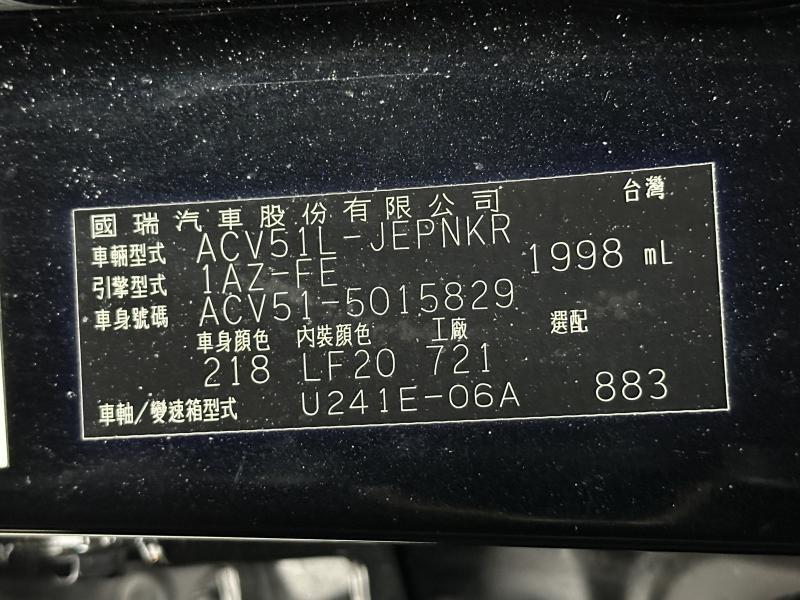 國瑞汽車股份有限公司 台灣
車輛型式 ACV51L-JEPNKR
引擎型式 1AZ-FE 1998 mL
車身號碼 ACV51-5015829
車身顏色 內裝顏色 工廠 選配
218 LF20 721
車軸/變速箱型式 U241E-06A 883